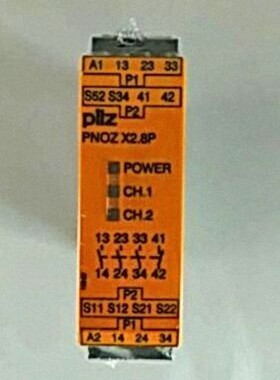 A1 13 23 33
P1
S52 S34 41 42
P2
pilz
PNOZ X2.8P
POWER
CH.1
CH.2
13 23 33 41
14 24 34 42
P2
S11 S12 S21 S22
P1
A2 14 24 34